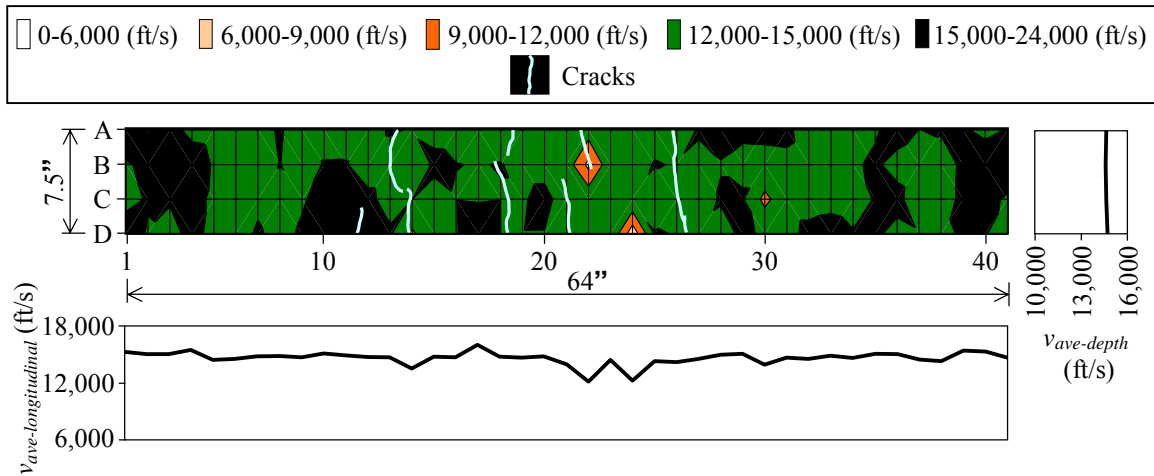 0-6,000 (ft/s) 6,000-9,000 (ft/s) 9,000-12,000 (ft/s) 12,000-15,000 (ft/s) 15,000-24,000 (ft/s)
Cracks
7.5”
A
B
C
D
1 10 20 30 40
64”
10,000
13,000
16,000
v ave-depth
(ft/s)
v ave-longitudinal (ft/s)
18,000
12,000
6,000